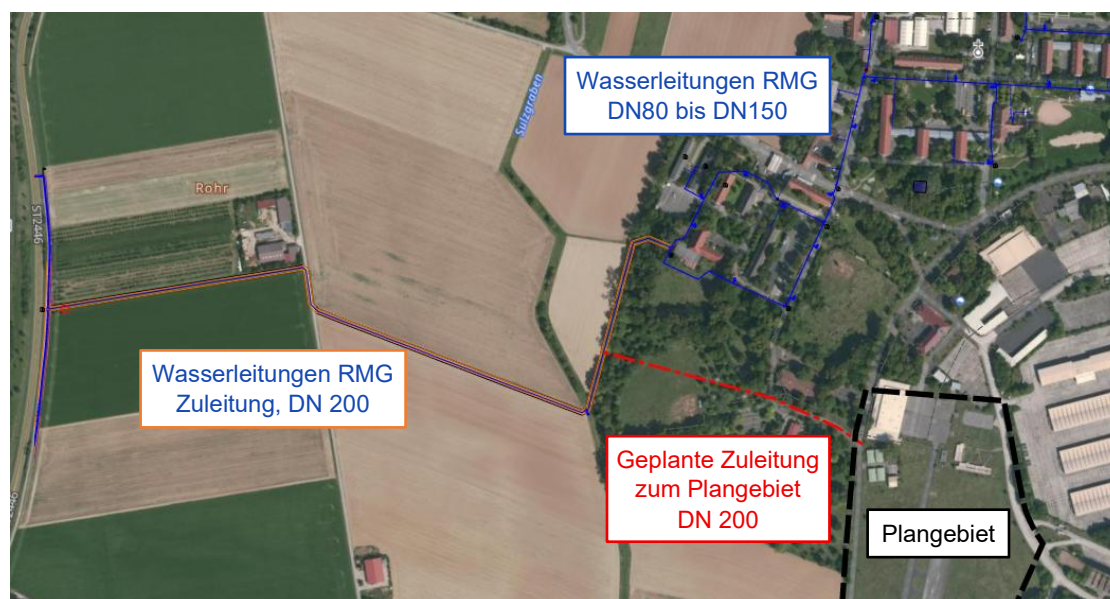 Wasserleitungen RMG
DN80 bis DN150
Sulzgraben
Rohr
ST2446
Wasserleitungen RMG
Zuleitung, DN 200
Geplante Zuleitung
zum Plangebiet
DN 200
Plangebiet
2446